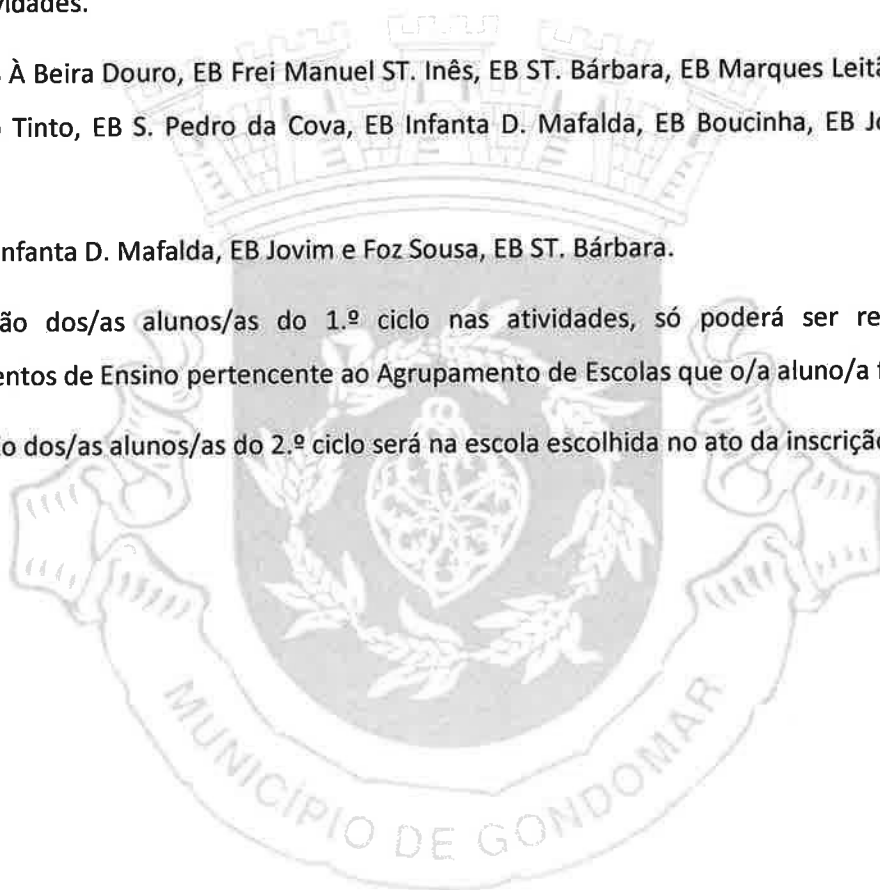 vidades.
À Beira Douro, EB Frei Manuel ST. Inês, EB ST. Bárbara, EB Marques Leitã
Tinto, EB S. Pedro da Cova, EB Infanta D. Mafalda, EB Boucinha, EB Jo
nfanta D. Mafalda, EB Jovim e Foz Sousa, EB ST. Bárbara.
ão dos/as alunos/as do 1.º ciclo nas atividades, só poderá ser re
entos de Ensino pertencente ao Agrupamento de Escolas que o/a aluno/a f
o dos/as alunos/as do 2.º ciclo será na escola escolhida no ato da inscrição
MUNICÍPIO DE GONDOMAR